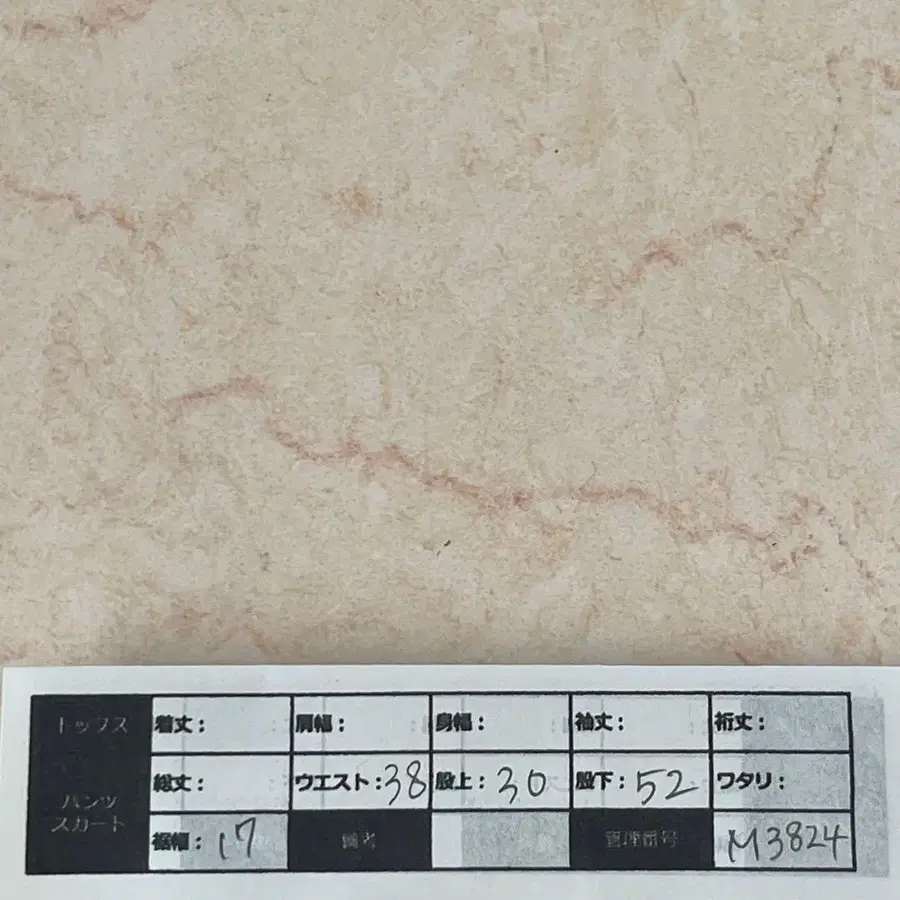 トップス 着丈： 肩幅： 身幅： 袖丈： 裄丈：
パンツ スカート 総丈： ウエスト：38 股上：30 股下：52 ワタリ：
裾幅：17 備考 管理番号 M3824